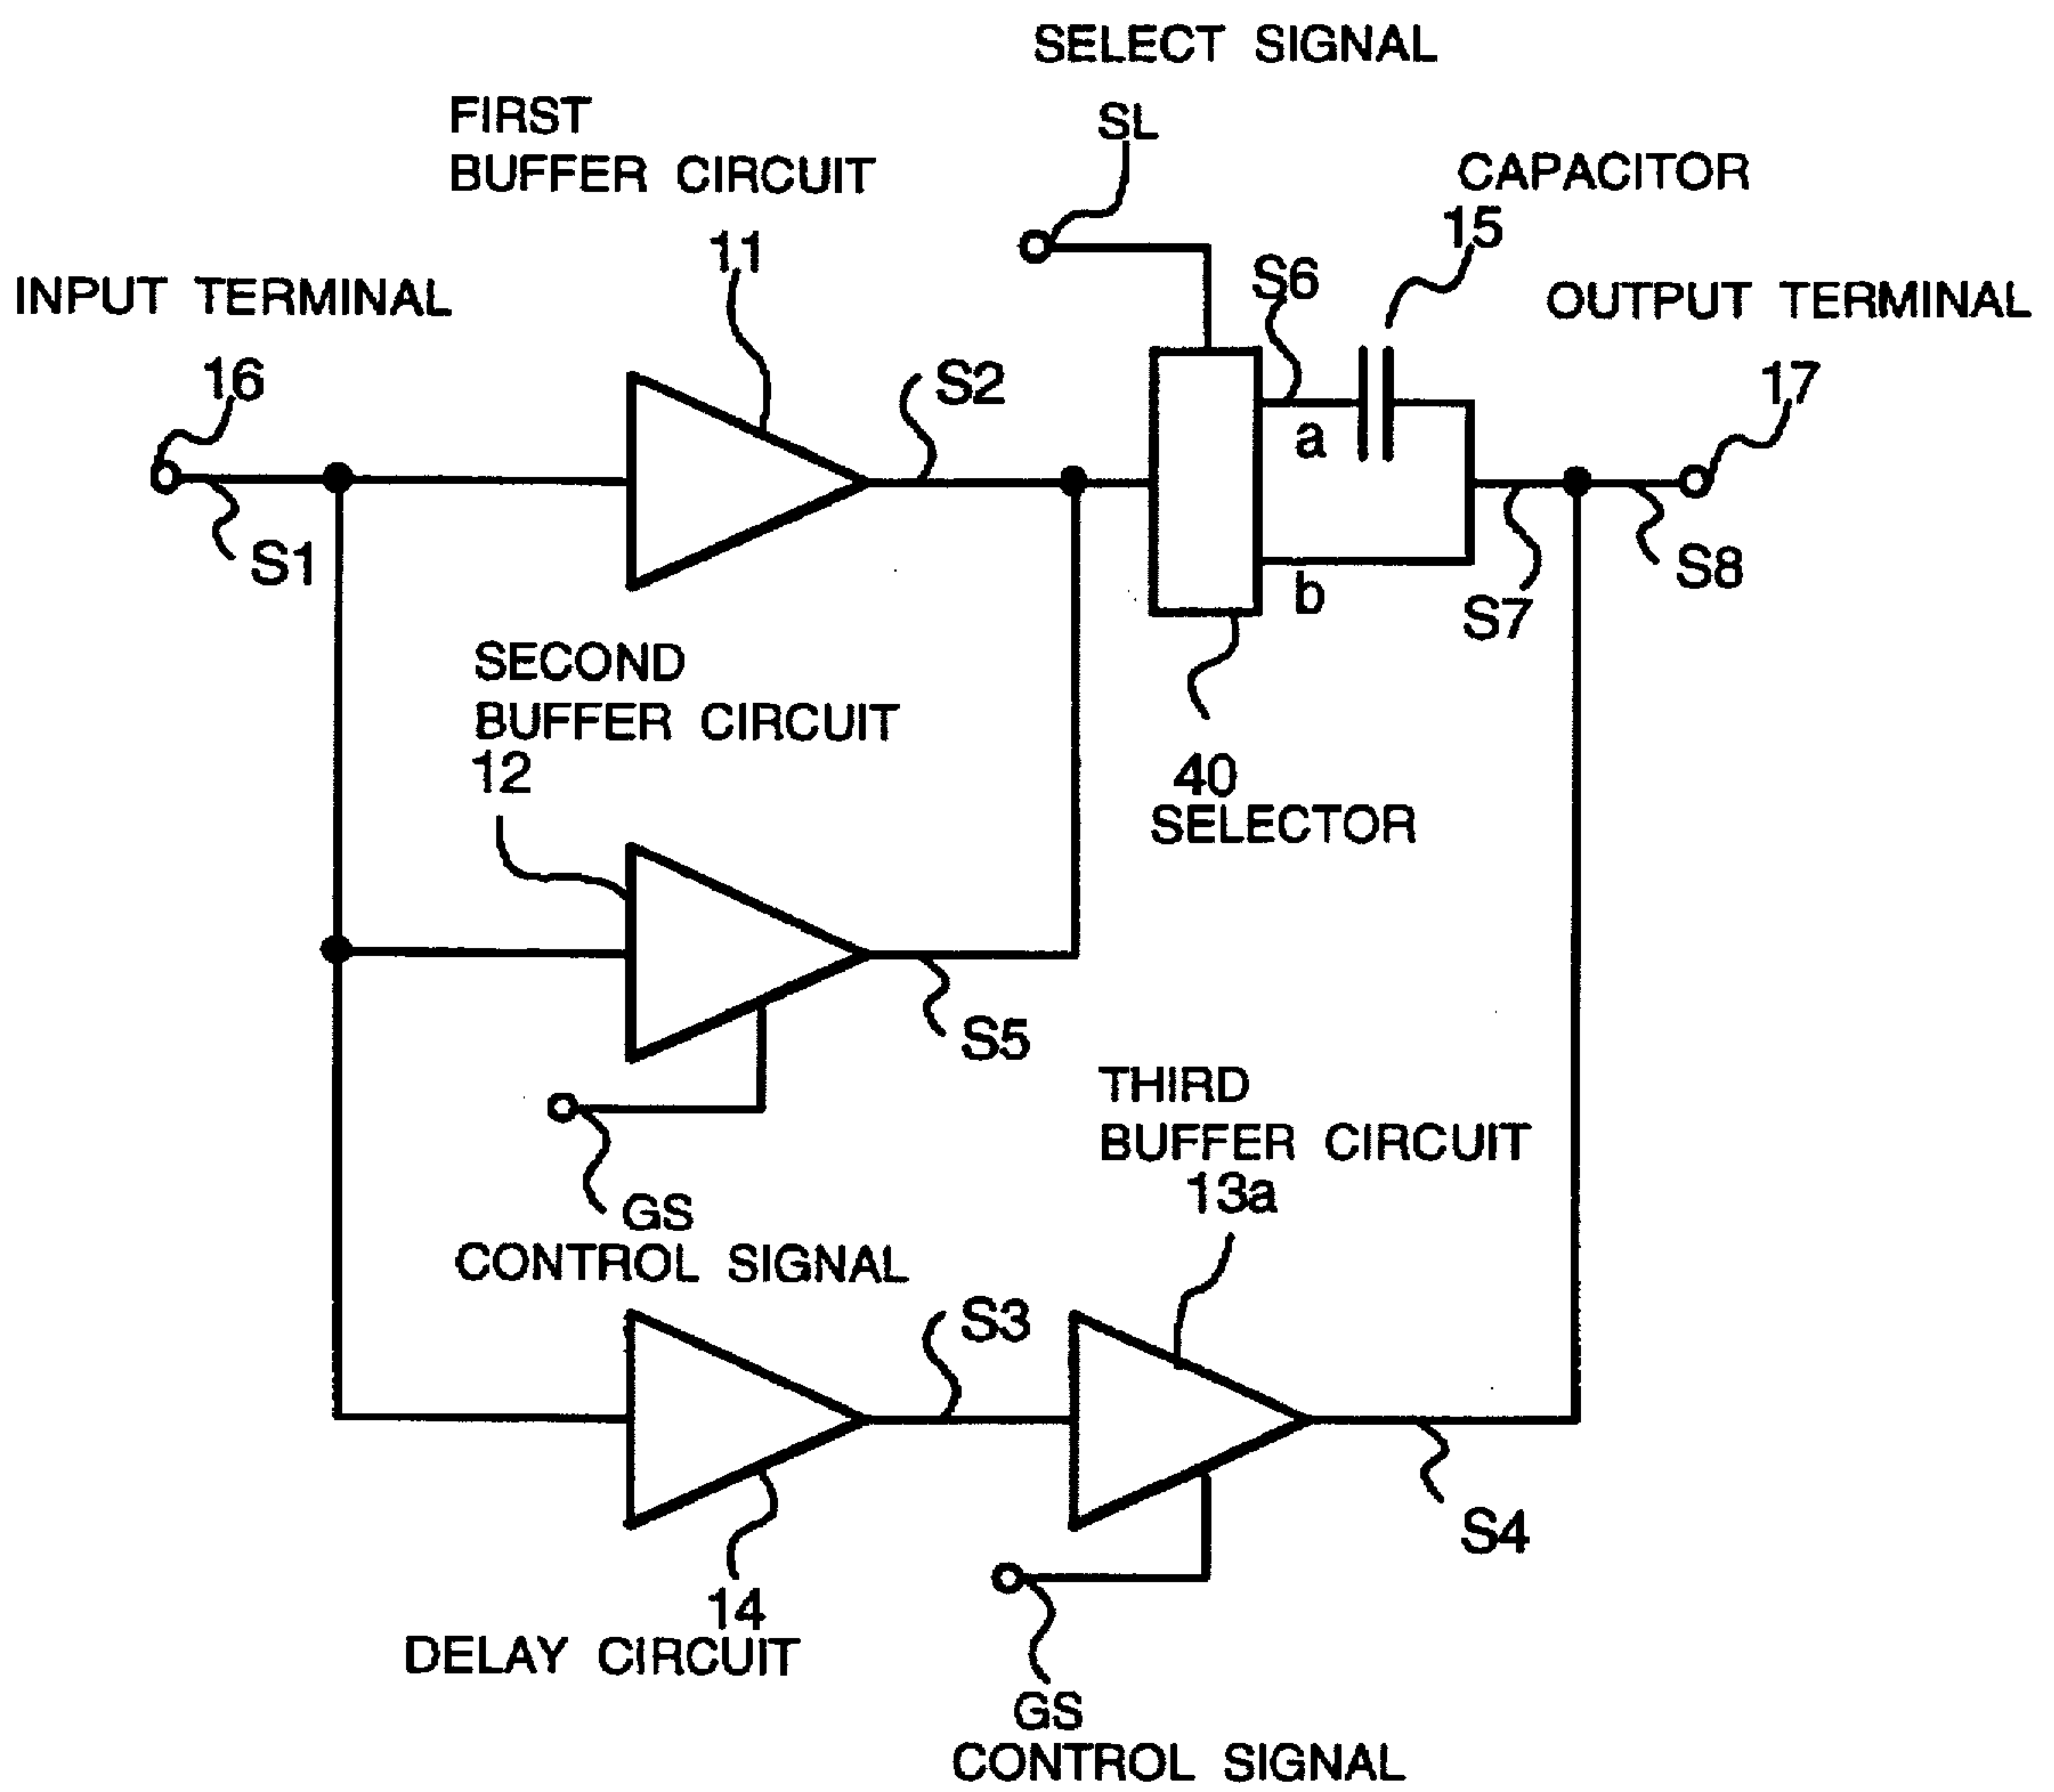 SELECT SIGNAL
SL
FIRST
BUFFER CIRCUIT
11
CAPACITOR
15
INPUT TERMINAL
16
S1
S2
S6
a
b
OUTPUT TERMINAL
17
S7
S8
SECOND
BUFFER CIRCUIT
12
40
SELECTOR
S5
GS
CONTROL SIGNAL
THIRD
BUFFER CIRCUIT
13a
S3
S4
14
DELAY CIRCUIT
GS
CONTROL SIGNAL